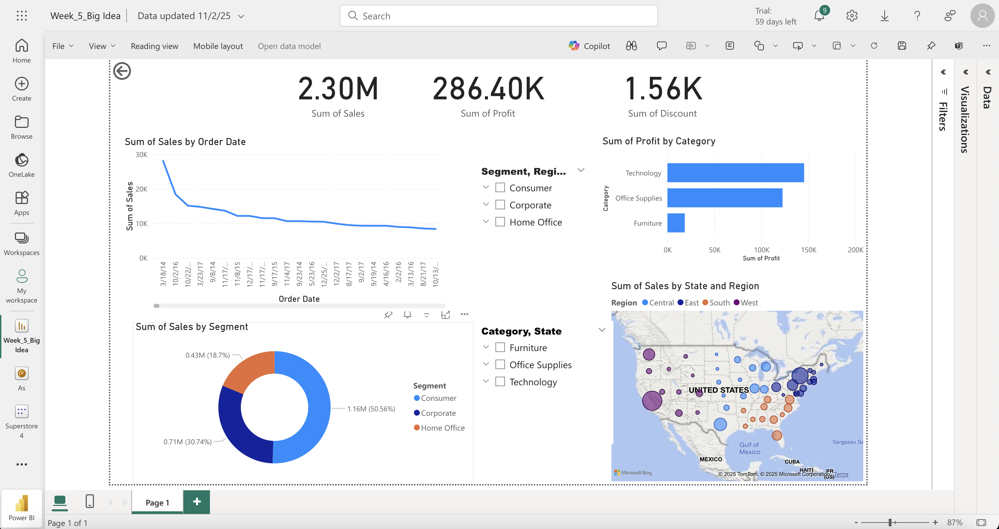 Week_5_Big Idea
Data updated 11/2/25
Search
Trial:
59 days left
9
File
View
Reading view
Mobile layout
Open data model
Copilot
Home
Create
Browse
OneLake
Apps
Workspaces
My
workspace
Week_5_Big
Idea
As
Superstore
4
Power BI
2.30M
Sum of Sales
286.40K
Sum of Profit
1.56K
Sum of Discount
Sum of Sales by Order Date
30K
20K
10K
0K
Sum of Sales
3/18/14
10/2/16
10/22/...
3/23/17
9/8/14
11/17/...
11/8/15
12/17/...
11/17/...
9/17/15
11/4/17
9/23/14
5/23/16
12/25/...
12/2/17
8/17/17
9/2/17
9/19/14
4/16/16
2/2/16
3/13/16
8/21/17
10/13/...
Order Date
Segment, Regi...
Consumer
Corporate
Home Office
Sum of Profit by Category
Category
Technology
Office Supplies
Furniture
0K
50K
100K
150K
200K
Sum of Profit
Sum of Sales by Segment
0.43M (18.7%)
1.16M (50.56%)
0.71M (30.74%)
Segment
Consumer
Corporate
Home Office
Category, State
Furniture
Office Supplies
Technology
Sum of Sales by State and Region
Region Central East South West
UNITED STATES
Gulf of
Mexico
Sargasso Se
MEXICO
CUBA
HAITI
PR
(US)
Microsoft Bing
© 2025 TomTom, © 2025 Microsoft Corporation, Terms
Filters
Visualizations
Data
Page 1
Page 1 of 1
87%